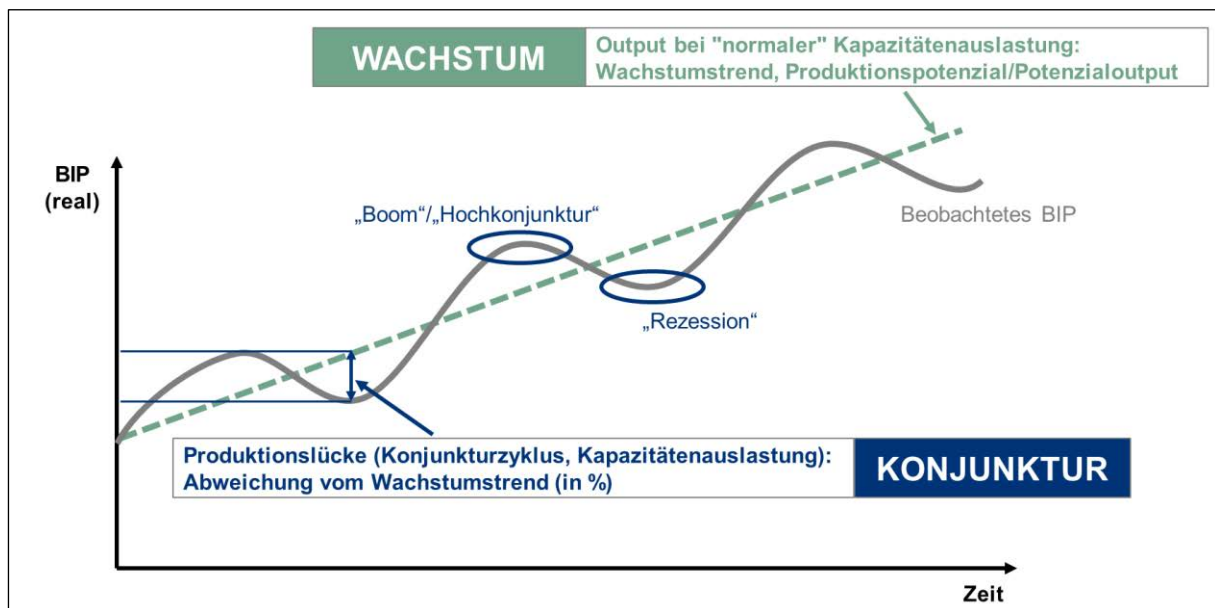 WACHSTUM
Output bei "normaler" Kapazitätenauslastung:
Wachstumstrend, Produktionspotenzial/Potenzialoutput
BIP
(real)
„Boom“/„Hochkonjunktur“
Beobachtetes BIP
„Rezession“
Produktionslücke (Konjunkturzyklus, Kapazitätenauslastung):
Abweichung vom Wachstumstrend (in %)
KONJUNKTUR
Zeit